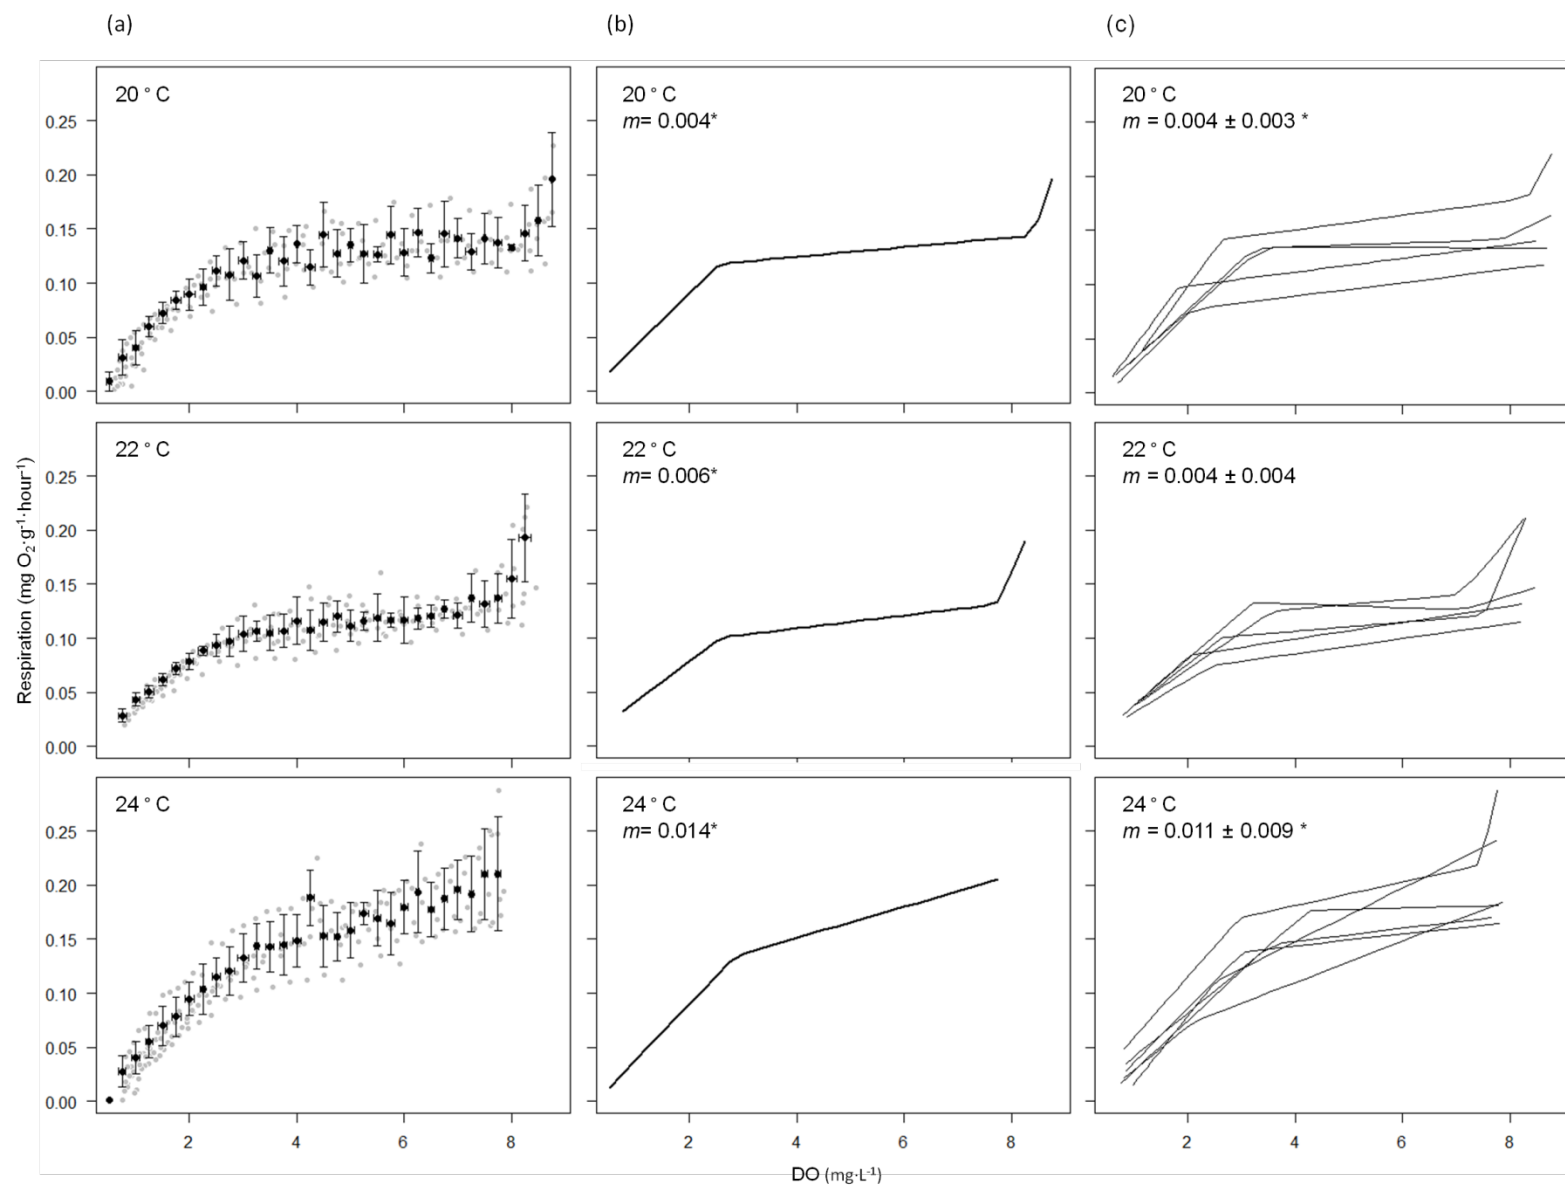 (a)
(b)
(c)
20 ° C
0.25
0.20
0.15
0.10
0.05
0.00
20 ° C
m= 0.004*
20 ° C
m = 0.004 ± 0.003 *
22 ° C
0.25
0.20
0.15
0.10
0.05
0.00
22 ° C
m= 0.006*
22 ° C
m = 0.004 ± 0.004
24 ° C
0.25
0.20
0.15
0.10
0.05
0.00
24 ° C
m= 0.014*
24 ° C
m = 0.011 ± 0.009 *
Respiration (mg O₂·g⁻¹·hour⁻¹)
2 4 6 8
2 4 6 8
2 4 6 8
DO (mg·L⁻¹)